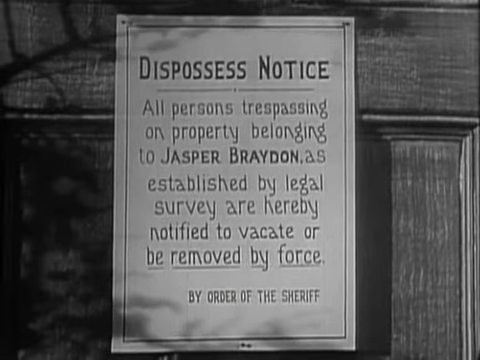 DISPOSSESS NOTICE
All persons trespassing
on property belonging
to JASPER BRAYDON, as
established by legal
survey are hereby
notified to vacate or
be removed by force.
BY ORDER OF THE SHERIFF